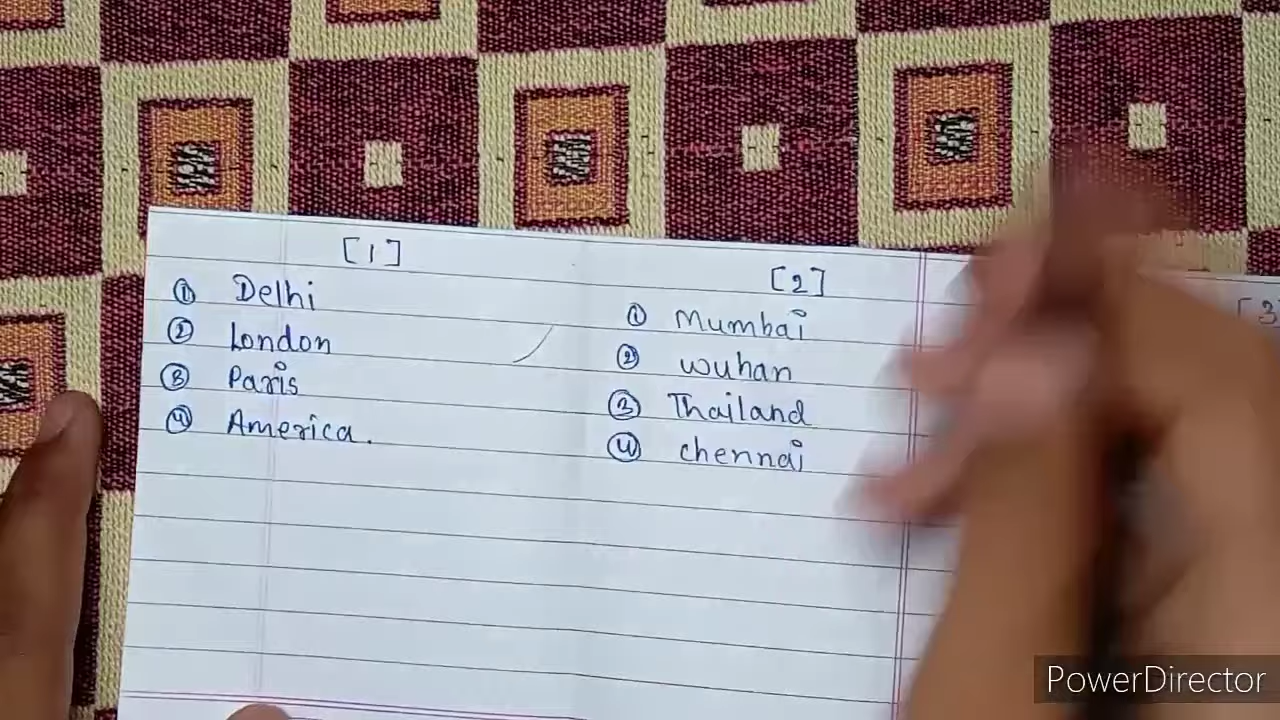 [1]
① Delhi
② London
③ Paris
④ America.
[2]
① Mumbai
② wuhan
③ Thailand
④ chennai
[3
PowerDirector